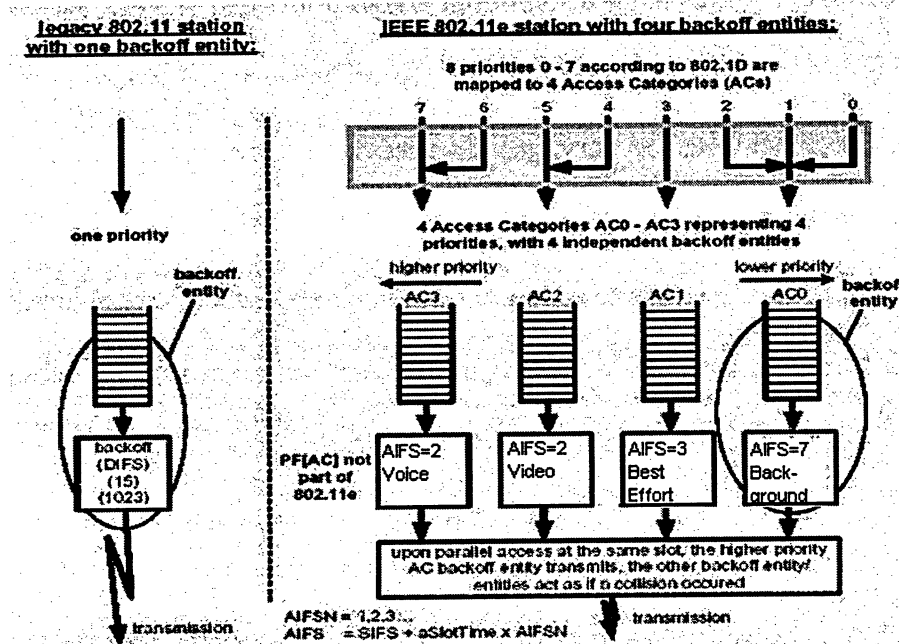 legacy 802.11 station
with one backoff entity:
IEEE 802.11e station with four backoff entities:
8 priorities 0 - 7 according to 802.1D are
mapped to 4 Access Categories (ACs)
7 6 5 4 3 2 1 0
one priority
4 Access Categories AC0 - AC3 representing 4
priorities, with 4 independent backoff entities
higher priority
lower priority
backoff
entity
AC3 AC2 AC1 AC0
backoff
entity
backoff
(DIFS)
(15)
(1023)
PF[AC] not
part of
802.11e
AIFS=2
Voice
AIFS=2
Video
AIFS=3
Best
Effort
AIFS=7
Back-
ground
upon parallel access at the same slot, the higher priority
AC backoff entity transmits, the other backoff entity/
entities act as if a collision occured
transmission
AIFSN = 1,2,3...
AIFS = SIFS + aSlotTime x AIFSN
transmission